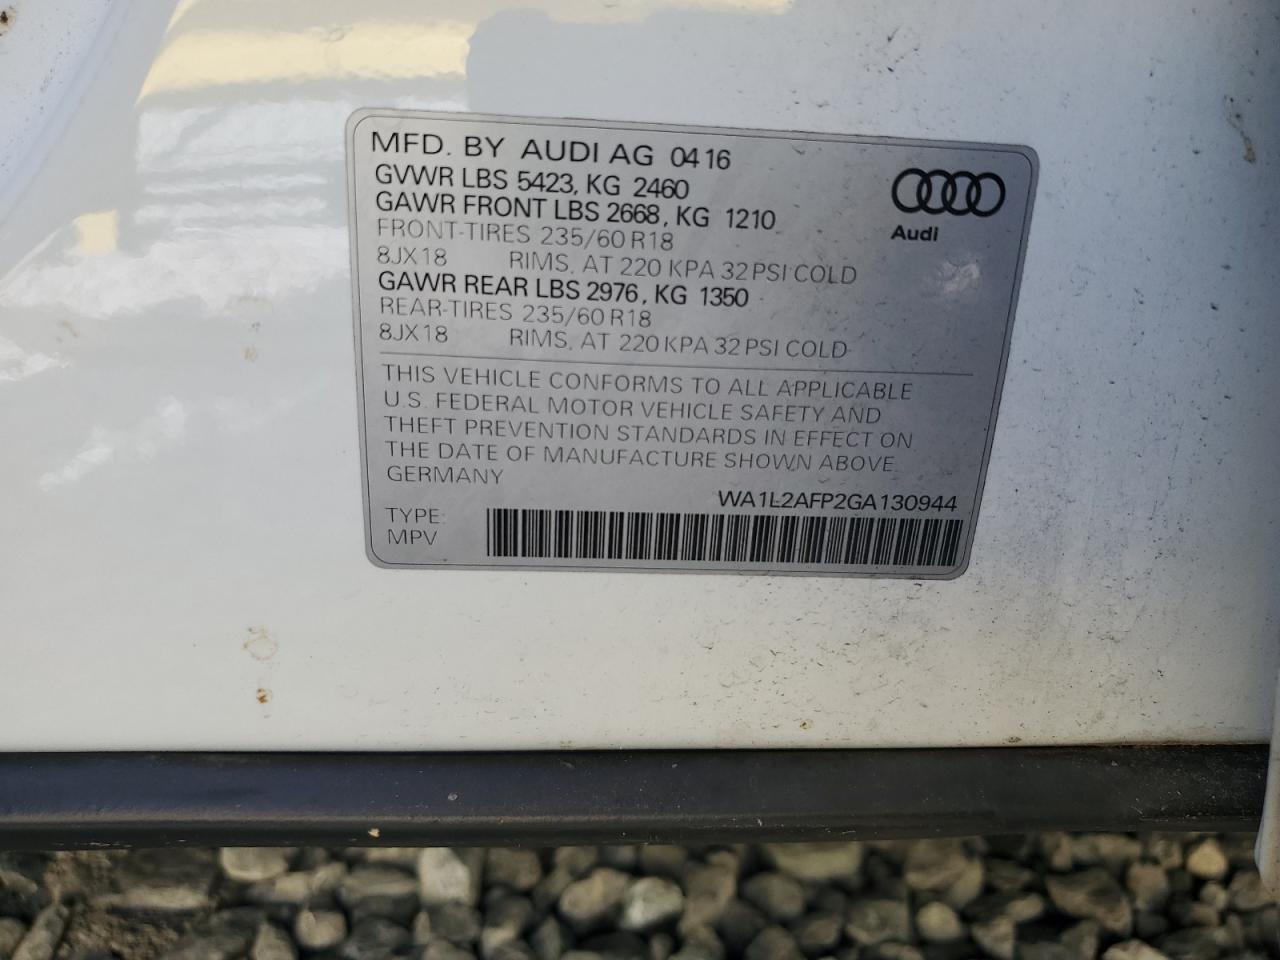 MFD. BY AUDI AG 0416
GVWR LBS 5423, KG 2460
GAWR FRONT LBS 2668, KG 1210
FRONT-TIRES 235/60 R18
8JX18 RIMS, AT 220 KPA 32 PSI COLD
GAWR REAR LBS 2976, KG 1350
REAR-TIRES 235/60 R18
8JX18 RIMS, AT 220 KPA 32 PSI COLD
Audi
THIS VEHICLE CONFORMS TO ALL APPLICABLE
U.S. FEDERAL MOTOR VEHICLE SAFETY AND
THEFT PREVENTION STANDARDS IN EFFECT ON
THE DATE OF MANUFACTURE SHOWN ABOVE.
GERMANY
WA1L2AFP2GA130944
TYPE:
MPV